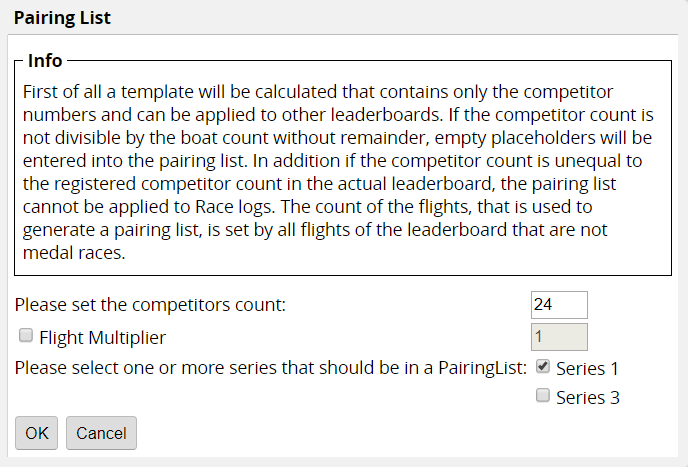 Pairing List
Info
First of all a template will be calculated that contains only the competitor
numbers and can be applied to other leaderboards. If the competitor count is
not divisible by the boat count without remainder, empty placeholders will be
entered into the pairing list. In addition if the competitor count is unequal to
the registered competitor count in the actual leaderboard, the pairing list
cannot be applied to Race logs. The count of the flights, that is used to
generate a pairing list, is set by all flights of the leaderboard that are not
medal races.
Please set the competitors count: 24
Flight Multiplier 1
Please select one or more series that should be in a PairingList: Series 1
Series 3
OK Cancel